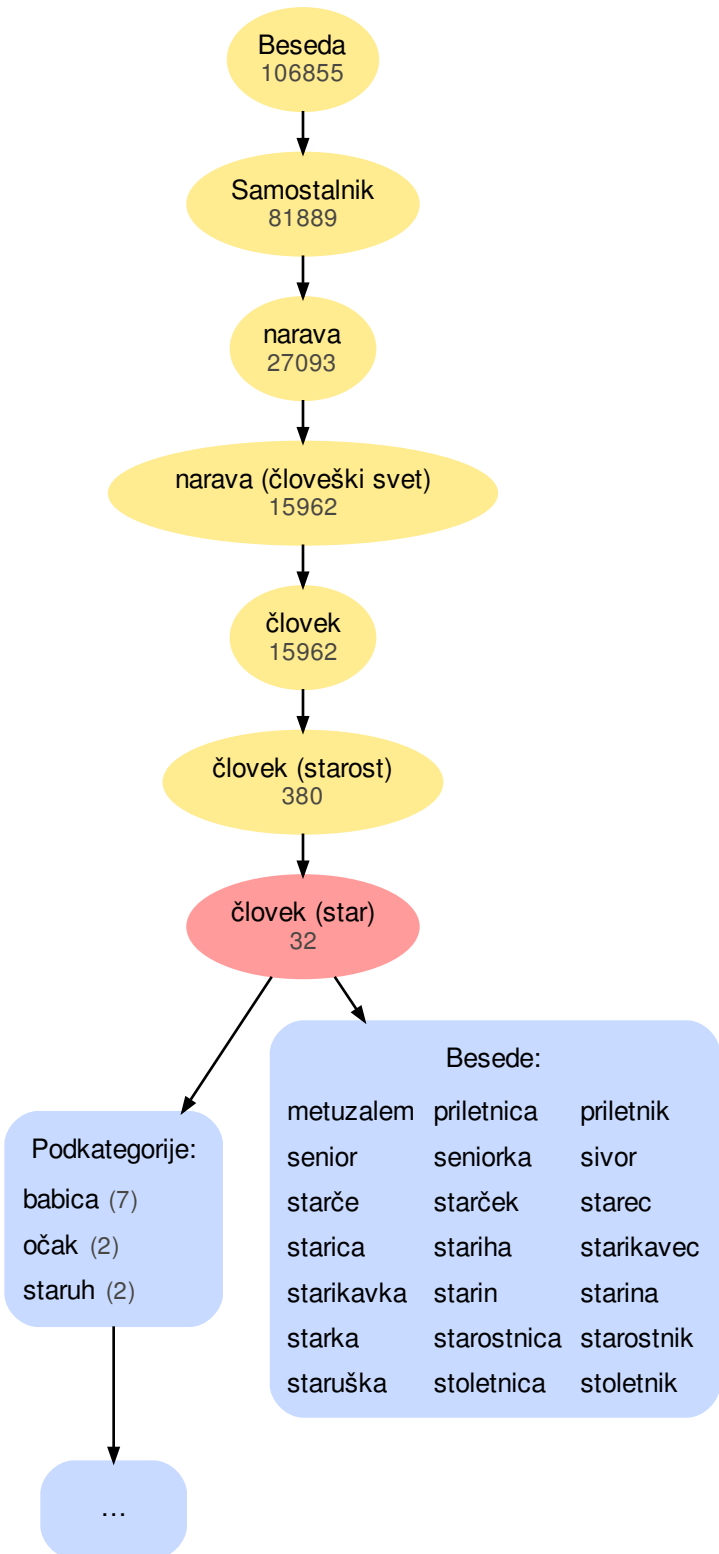 Beseda
106855
Samostalnik
81889
narava
27093
narava (človeški svet)
15962
človek
15962
človek (starost)
380
človek (star)
32
Podkategorije:
babica (7)
očak (2)
staruh (2)
...
Besede:
metuzalem priletnica priletnik
senior seniorka sivor
starče starček starec
starica stariha starikavec
starikavka starin starina
starka starostnica starostnik
staruška stoletnica stoletnik